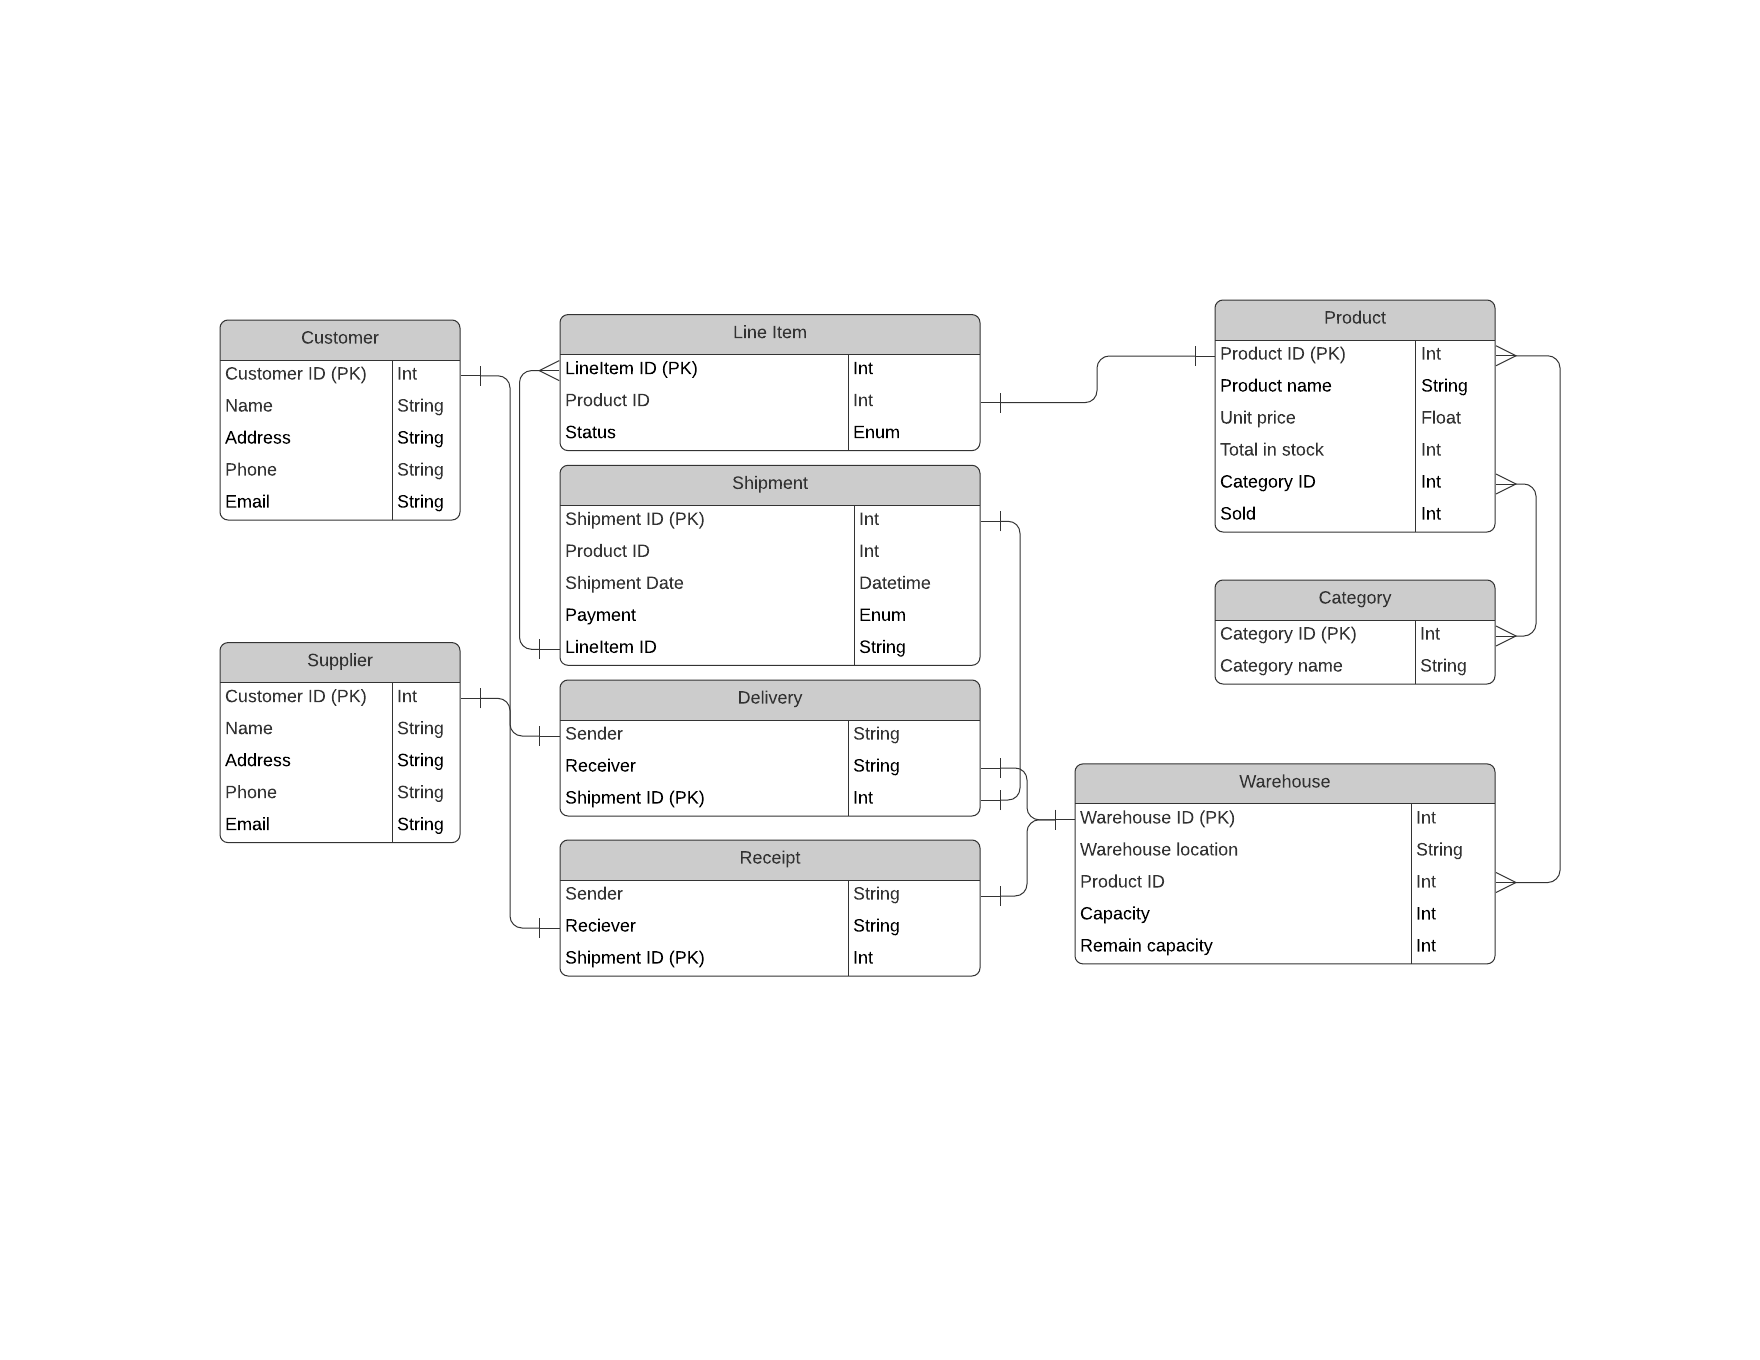 Customer
Customer ID (PK) Int
Name String
Address String
Phone String
Email String
Supplier
Customer ID (PK) Int
Name String
Address String
Phone String
Email String
Line Item
LineItem ID (PK) Int
Product ID Int
Status Enum
Shipment
Shipment ID (PK) Int
Product ID Int
Shipment Date Datetime
Payment Enum
LineItem ID String
Delivery
Sender String
Receiver String
Shipment ID (PK) Int
Receipt
Sender String
Reciever String
Shipment ID (PK) Int
Product
Product ID (PK) Int
Product name String
Unit price Float
Total in stock Int
Category ID Int
Sold Int
Category
Category ID (PK) Int
Category name String
Warehouse
Warehouse ID (PK) Int
Warehouse location String
Product ID Int
Capacity Int
Remain capacity Int